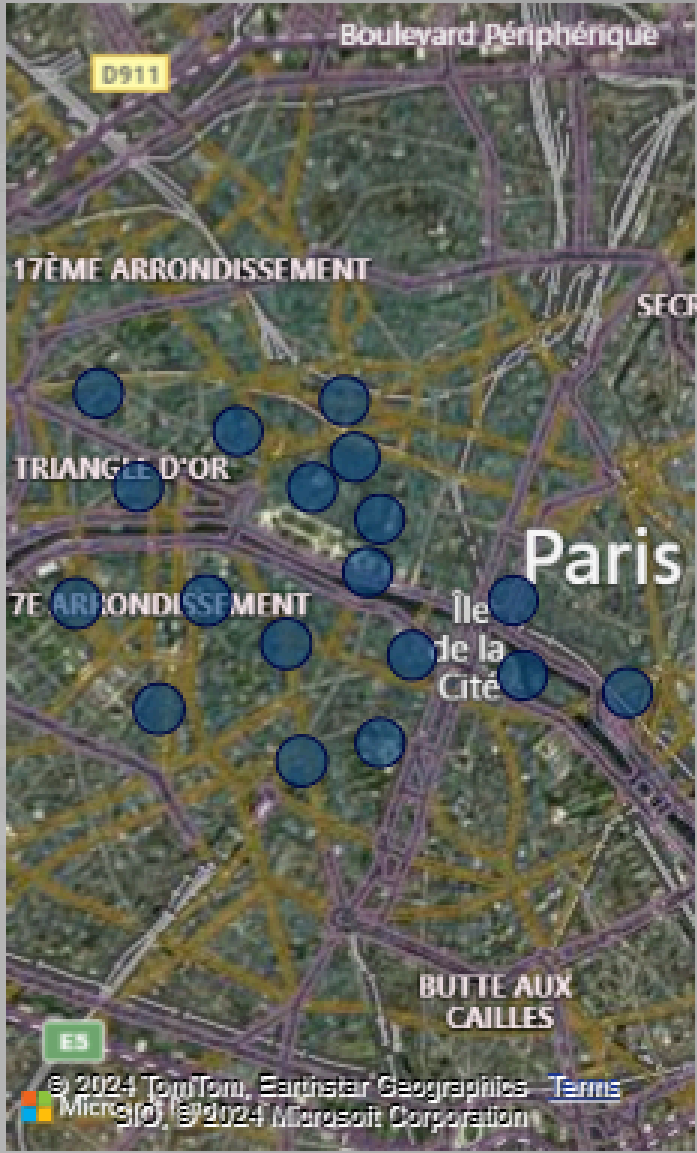 Boulevard Périphérique
D911
17ÈME ARRONDISSEMENT
TRIANGLE D'OR
Paris
7E ARRONDISSEMENT
Île
de la
Cité
BUTTE AUX
CAILLES
E5
© 2024 TomTom, Earthstar Geographics Terms
SIO, © 2024 Microsoft Corporation